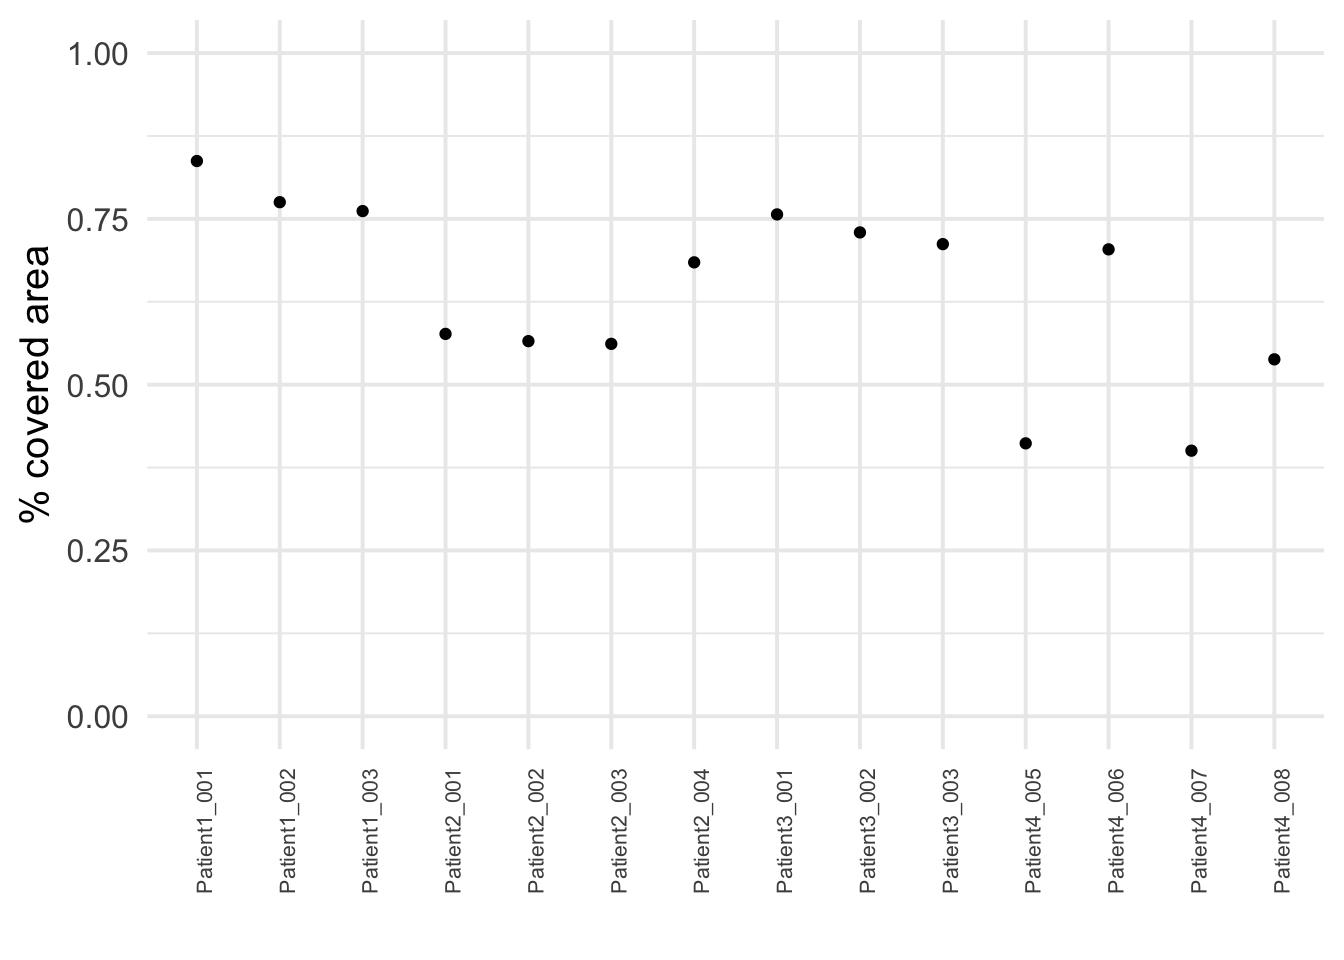 % covered area
1.00
0.75
0.50
0.25
0.00
Patient1_001
Patient1_002
Patient1_003
Patient2_001
Patient2_002
Patient2_003
Patient2_004
Patient3_001
Patient3_002
Patient3_003
Patient4_005
Patient4_006
Patient4_007
Patient4_008